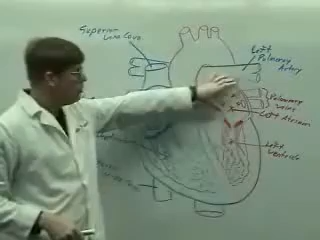 Superior
Vena Cava
Left
Pulmonary
Artery
Pulmonary
veins
Left Atrium
Left
Ventricle